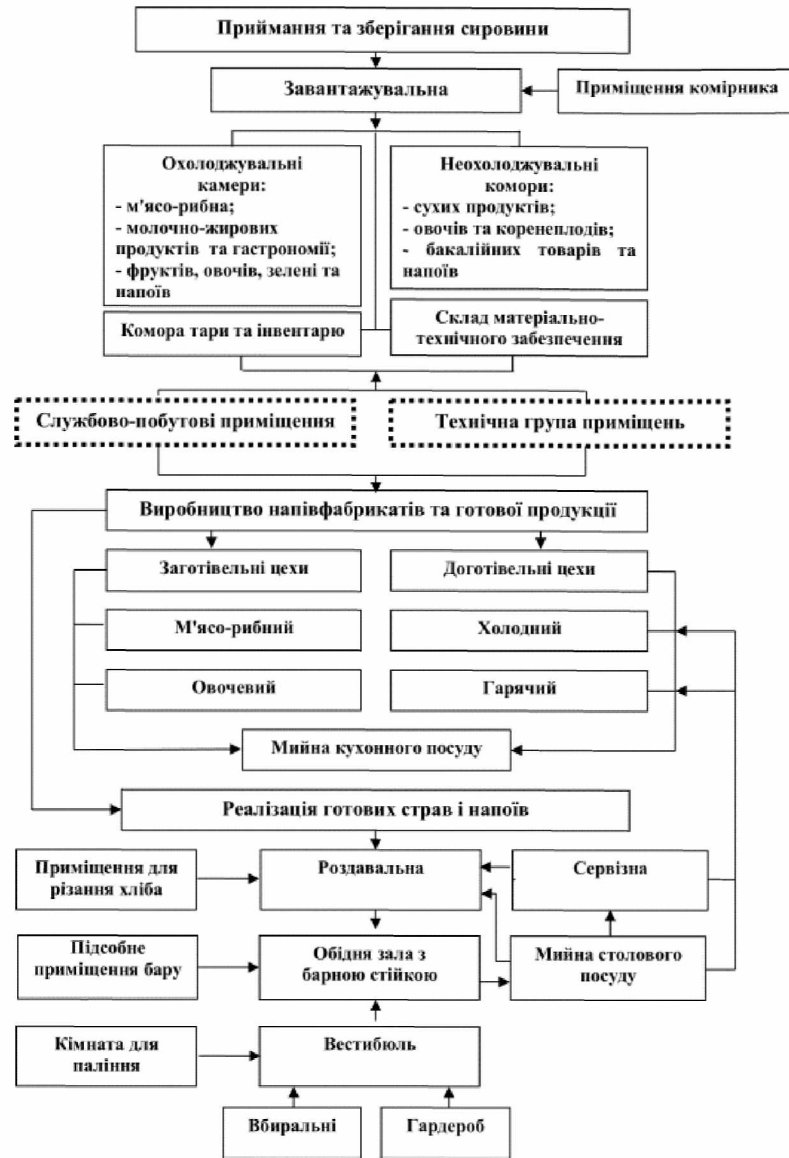 Приймання та зберігання сировини
Завантажувальна
Приміщення комірника
Охолоджувальні
камери:
- м'ясо-рибна;
- молочно-жирових
продуктів та гастрономії;
- фруктів, овочів, зелені та
напоїв
Неохолоджувальні
комори:
- сухих продуктів;
- овочів та коренеплодів;
- бакалійних товарів та
напоїв
Комора тари та інвентарю
Склад матеріально-
технічного забезпечення
Службово-побутові приміщення
Технічна група приміщень
Виробництво напівфабрикатів та готової продукції
Заготівельні цехи
Доготівельні цехи
М'ясо-рибний
Холодний
Овочевий
Гарячий
Мийна кухонного посуду
Реалізація готових страв і напоїв
Приміщення для
різання хліба
Роздавальна
Сервізна
Підсобне
приміщення бару
Обідня зала з
барною стійкою
Мийна столового
посуду
Кімната для
паління
Вестибюль
Вбиральні
Гардероб